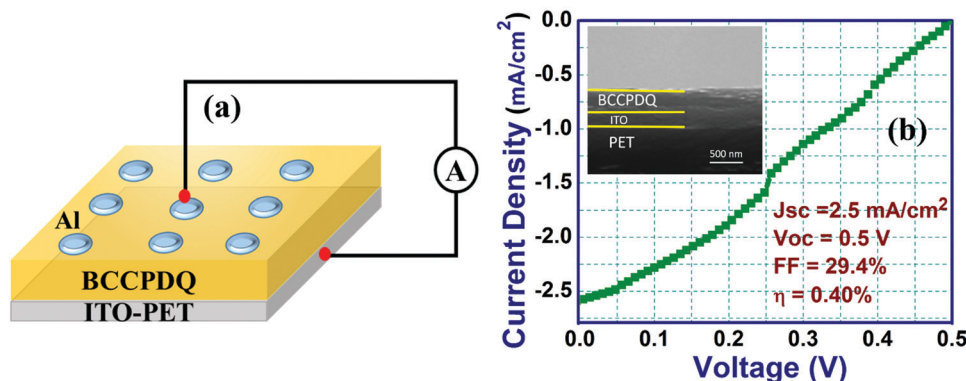 (a)
A
Al
BCCPDQ
ITO-PET
Current Density (mA/cm²)
0.0
-0.5
-1.0
-1.5
-2.0
-2.5
BCCPDQ
ITO
PET
500 nm
(b)
Jsc =2.5 mA/cm²
Voc = 0.5 V
FF = 29.4%
η = 0.40%
0.0 0.1 0.2 0.3 0.4 0.5
Voltage (V)